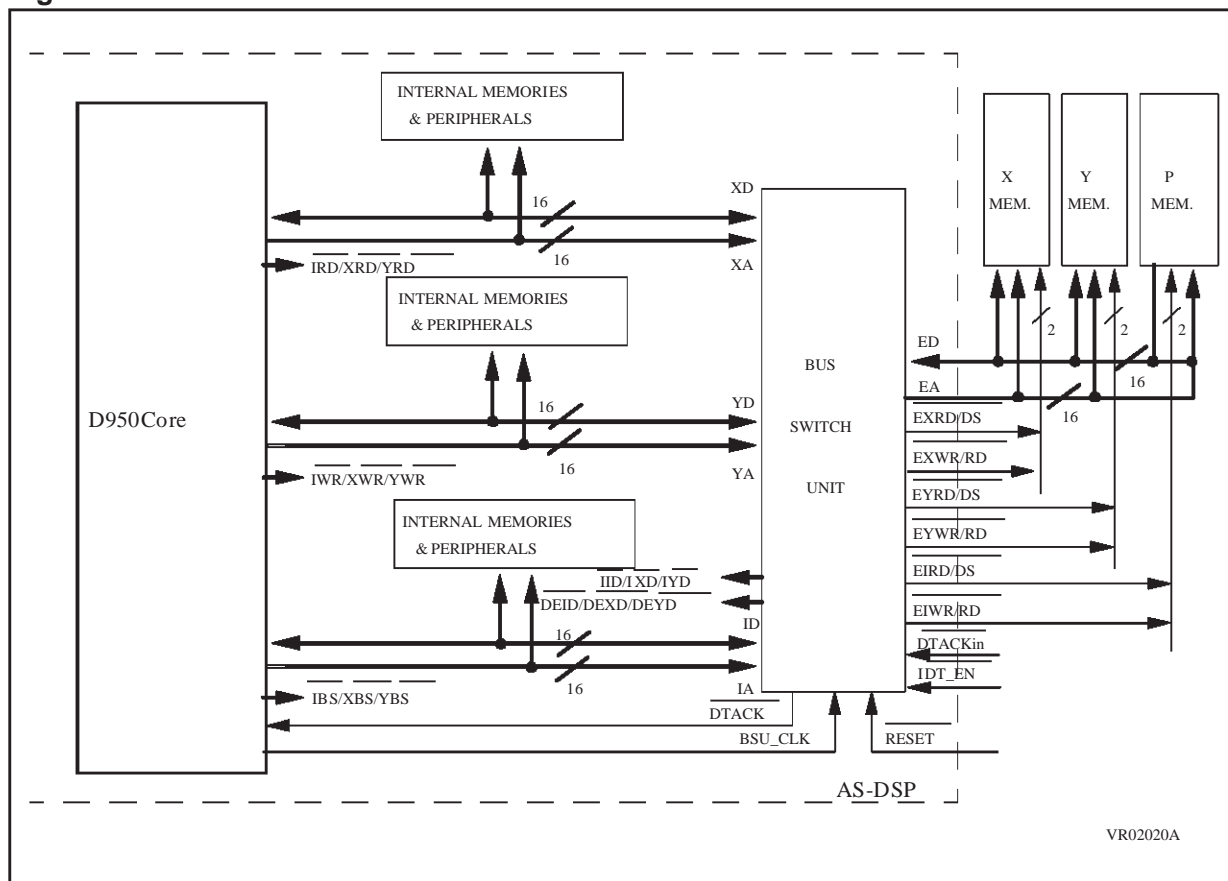 INTERNAL MEMORIES
& PERIPHERALS
X
MEM.
Y
MEM.
P
MEM.
XD
16
16
XA
IRD/XRD/YRD
INTERNAL MEMORIES
& PERIPHERALS
2
2
2
ED
16
BUS
SWITCH
UNIT
EA
16
D950Core
16
YD
16
YA
EXRD/DS
EXWR/RD
IWR/XWR/YWR
EYRD/DS
INTERNAL MEMORIES
& PERIPHERALS
EYWR/RD
IID/IXD/IYD
EIRD/DS
DEID/DEXD/DEYD
EIWR/RD
ID
16
16
DTACKin
IDT_EN
IBS/XBS/YBS
IA
DTACK
BSU_CLK
RESET
AS-DSP
VR02020A